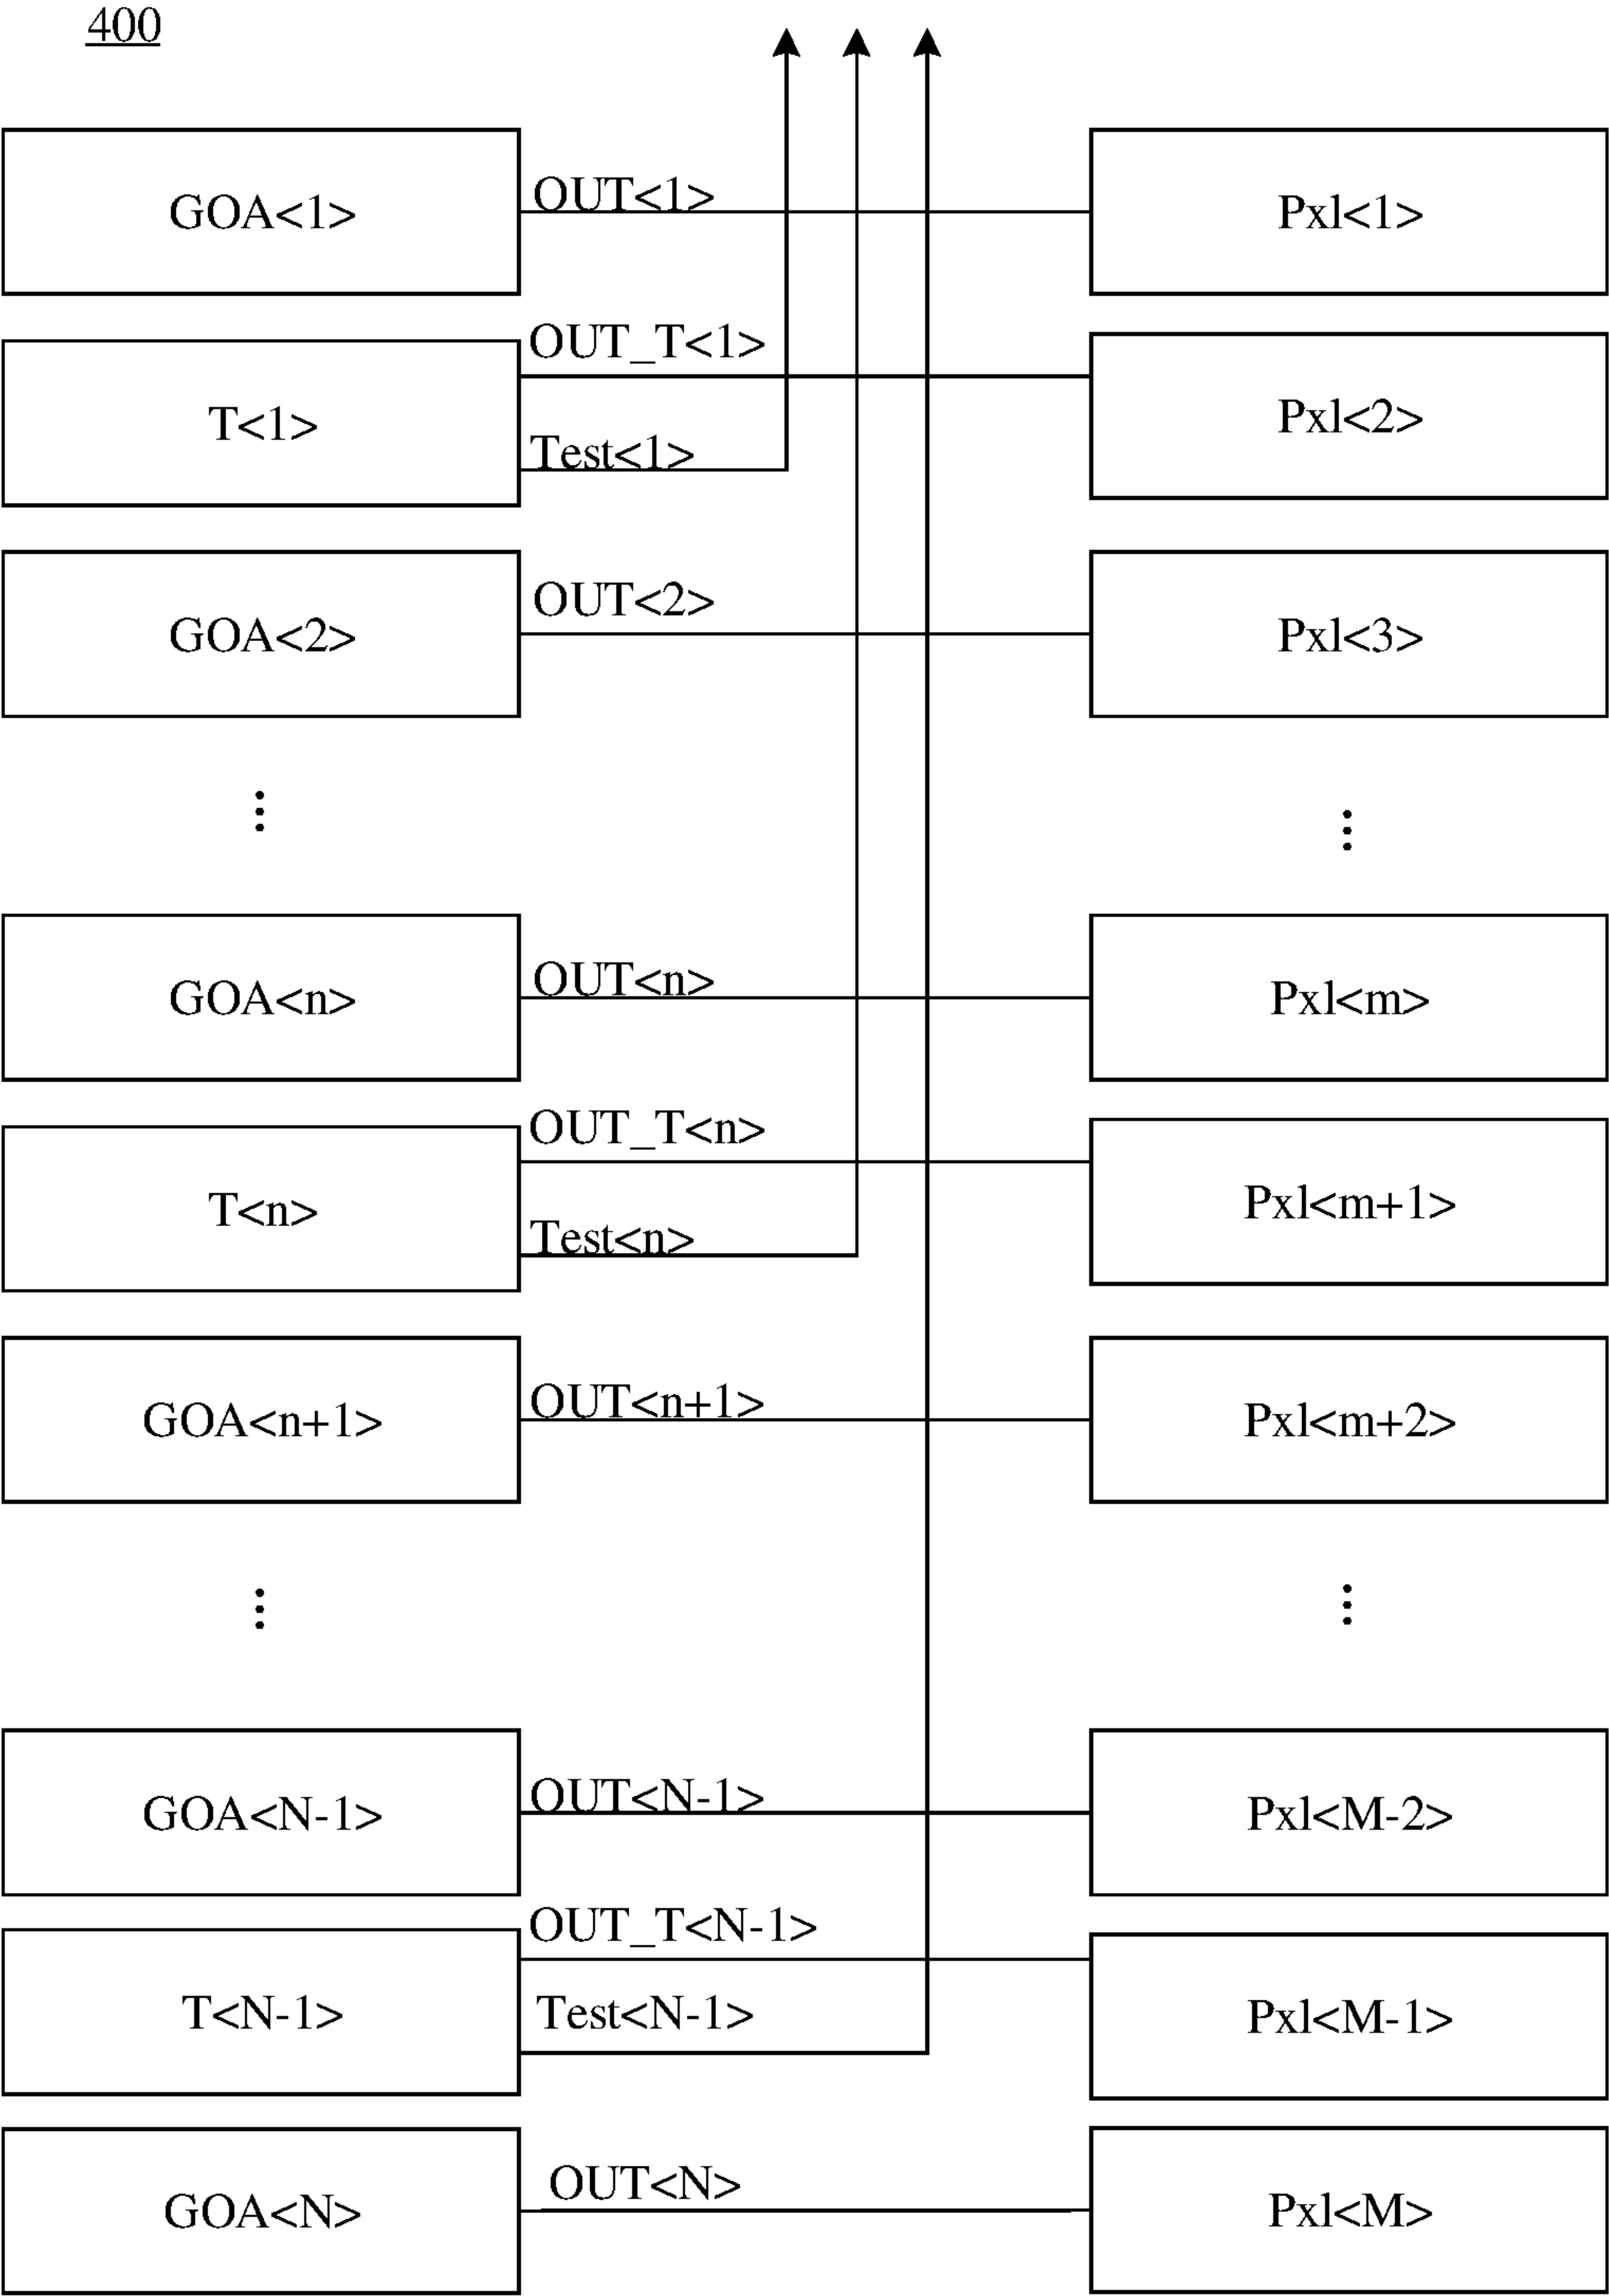 400
GOA<1>
OUT<1>
Pxl<1>
T<1>
OUT_T<1>
Test<1>
Pxl<2>
GOA<2>
OUT<2>
Pxl<3>
GOA<n>
OUT<n>
Pxl<m>
T<n>
OUT_T<n>
Test<n>
Pxl<m+1>
GOA<n+1>
OUT<n+1>
Pxl<m+2>
GOA<N-1>
OUT<N-1>
Pxl<M-2>
T<N-1>
OUT_T<N-1>
Test<N-1>
Pxl<M-1>
GOA<N>
OUT<N>
Pxl<M>